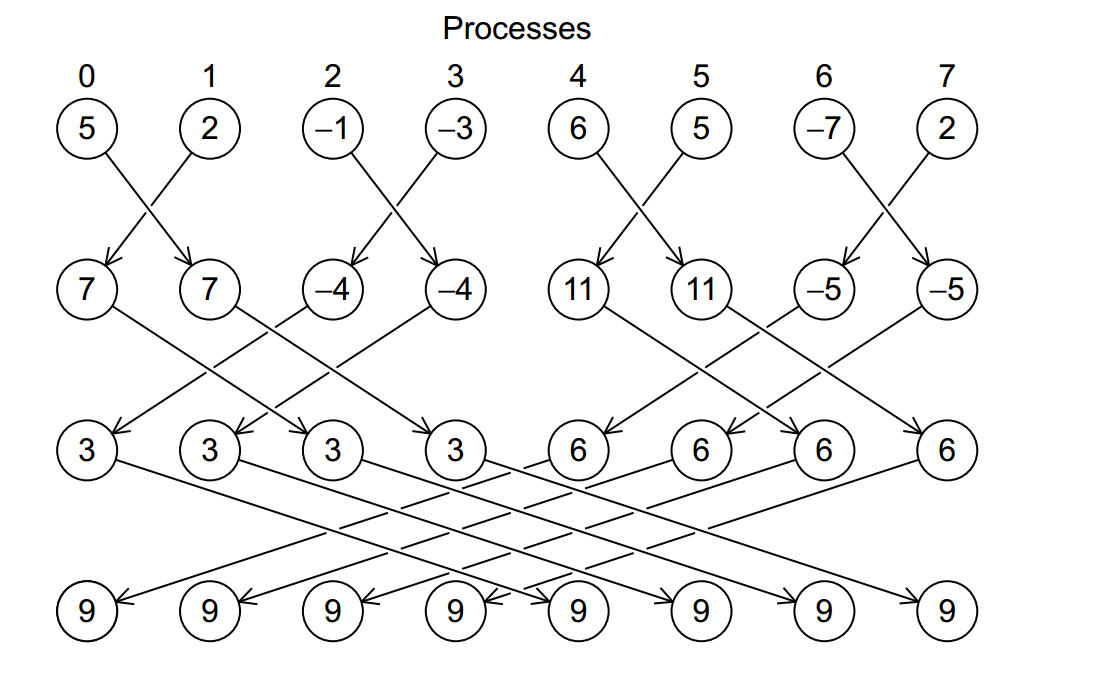 Processes
0 1 2 3 4 5 6 7
5 2 –1 –3 6 5 –7 2
7 7 –4 –4 11 11 –5 –5
3 3 3 3 6 6 6 6
9 9 9 9 9 9 9 9